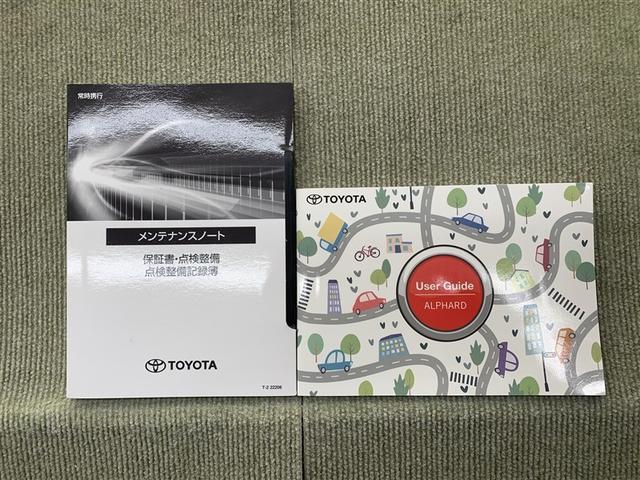 常時携行
メンテナンスノート
保証書・点検整備
点検整備記録簿
TOYOTA
T-2 22206
TOYOTA
User Guide
ALPHARD